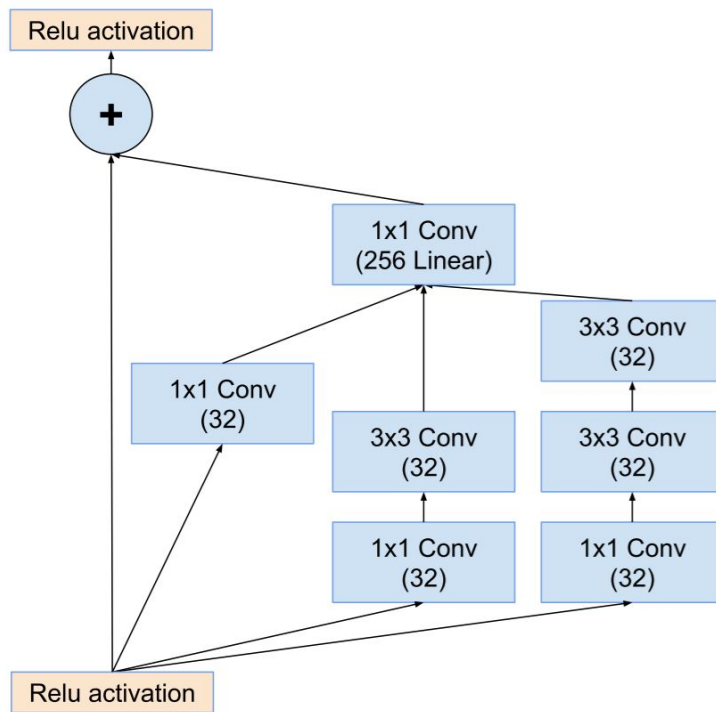 Relu activation
+
1x1 Conv
(256 Linear)
3x3 Conv
(32)
1x1 Conv
(32)
3x3 Conv
(32)
3x3 Conv
(32)
1x1 Conv
(32)
1x1 Conv
(32)
Relu activation